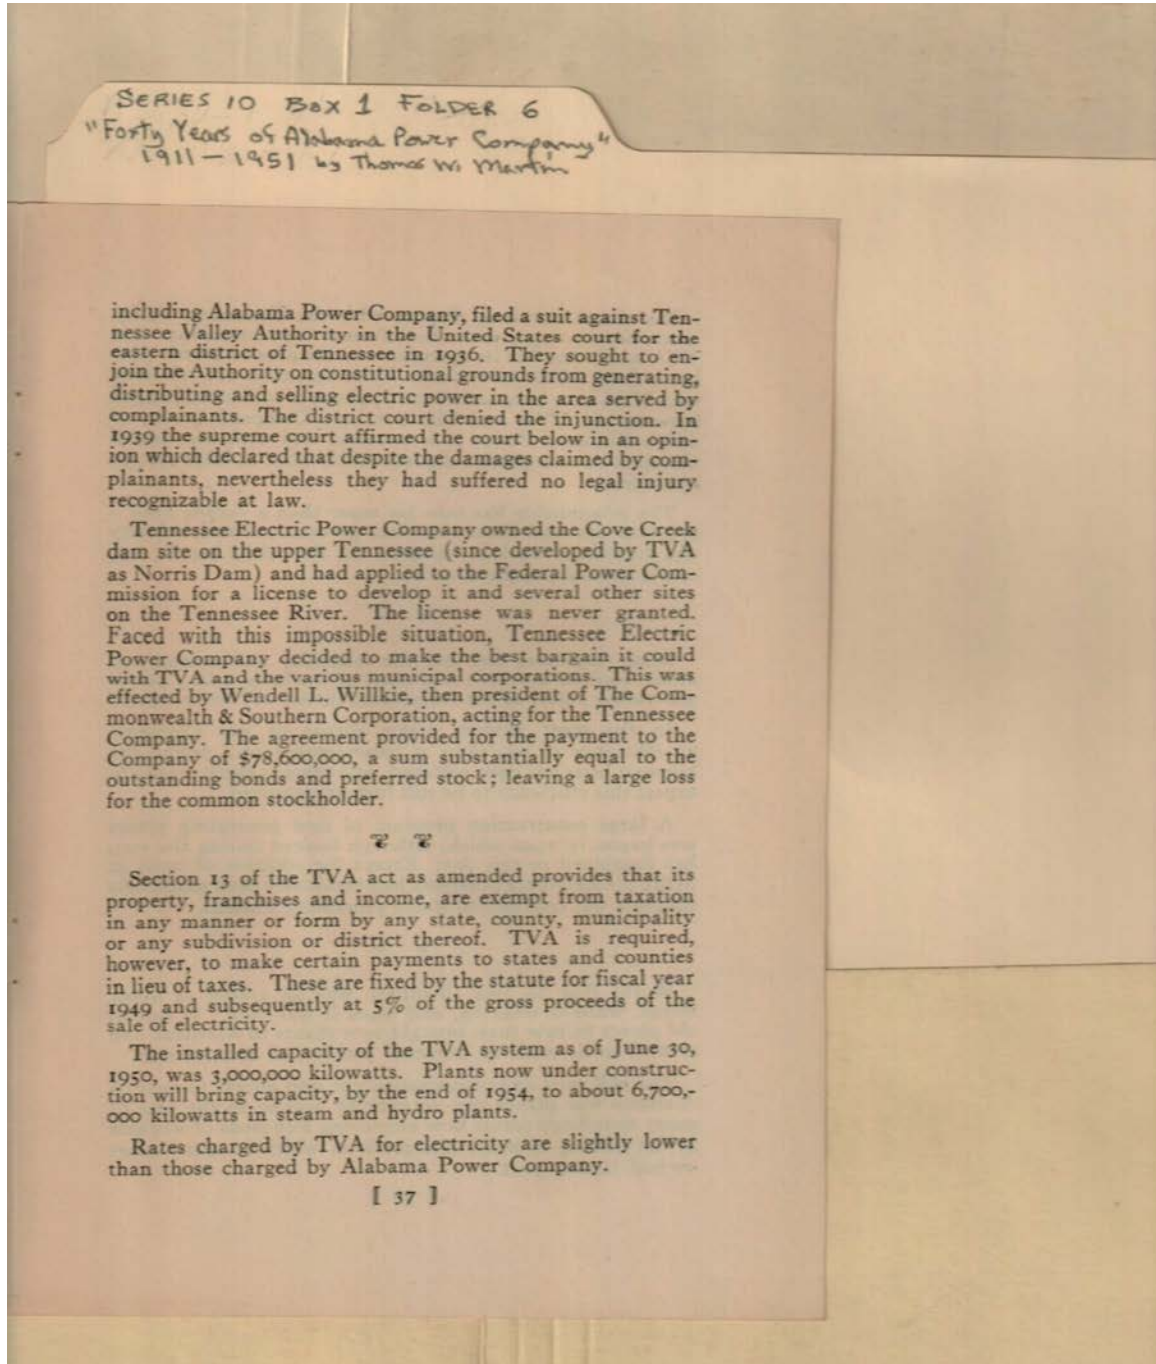 SERIES 10 BOX 1 FOLDER 6
"Forty Years of Alabama Power Company"
1911-1951 by Thomas W. Martin
including Alabama Power Company, filed a suit against Ten-
nessee Valley Authority in the United States court for the
eastern district of Tennessee in 1936. They sought to en-
join the Authority on constitutional grounds from generating,
distributing and selling electric power in the area served by
complainants. The district court denied the injunction. In
1939 the supreme court affirmed the court below in an opin-
ion which declared that despite the damages claimed by com-
plainants, nevertheless they had suffered no legal injury
recognizable at law.
Tennessee Electric Power Company owned the Cove Creek
dam site on the upper Tennessee (since developed by TVA
as Norris Dam) and had applied to the Federal Power Com-
mission for a license to develop it and several other sites
on the Tennessee River. The license was never granted.
Faced with this impossible situation, Tennessee Electric
Power Company decided to make the best bargain it could
with TVA and the various municipal corporations. This was
effected by Wendell L. Willkie, then president of The Com-
monwealth & Southern Corporation, acting for the Tennessee
Company. The agreement provided for the payment to the
Company of $78,600,000, a sum substantially equal to the
outstanding bonds and preferred stock; leaving a large loss
for the common stockholder.
Section 13 of the TVA act as amended provides that its
property, franchises and income, are exempt from taxation
in any manner or form by any state, county, municipality
or any subdivision or district thereof. TVA is required,
however, to make certain payments to states and counties
in lieu of taxes. These are fixed by the statute for fiscal year
1949 and subsequently at 5% of the gross proceeds of the
sale of electricity.
The installed capacity of the TVA system as of June 30,
1950, was 3,000,000 kilowatts. Plants now under construc-
tion will bring capacity, by the end of 1954, to about 6,700,-
000 kilowatts in steam and hydro plants.
Rates charged by TVA for electricity are slightly lower
than those charged by Alabama Power Company.
[ 37 ]